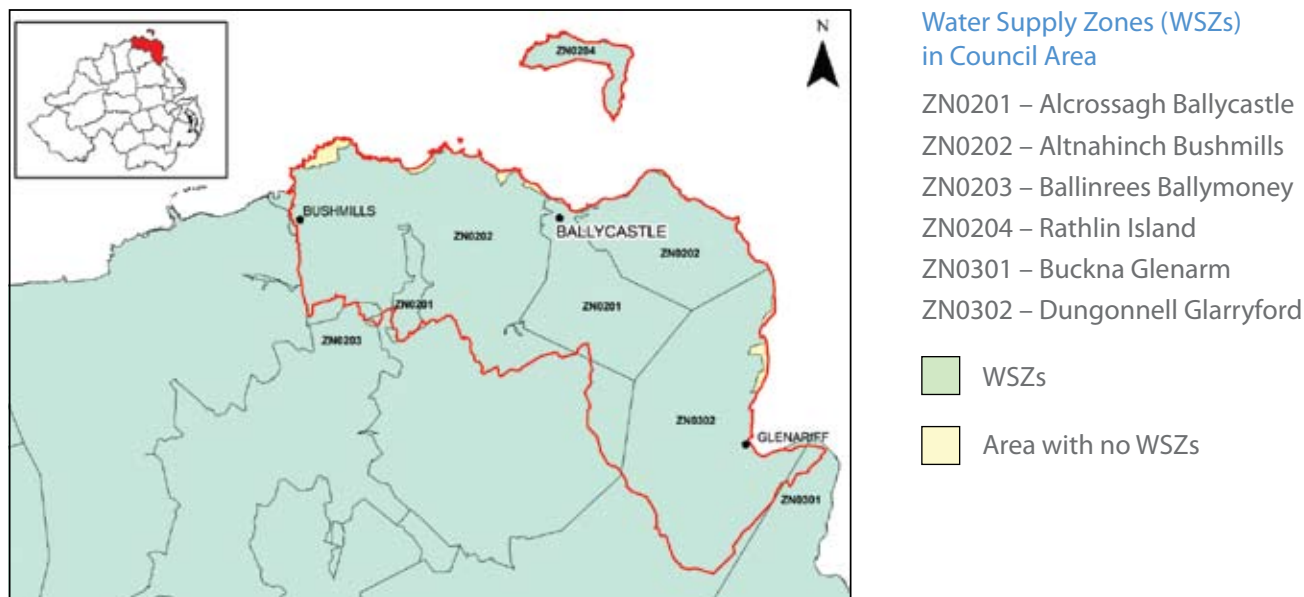 ZN0204
N
BUSHMILLS
ZN0202
BALLYCASTLE
ZN0202
ZN0201
ZN0201
ZN0203
ZN0302
GLENARIFF
ZN0301
Water Supply Zones (WSZs)
in Council Area
ZN0201 – Alcrossagh Ballycastle
ZN0202 – Altnahinch Bushmills
ZN0203 – Ballinrees Ballymoney
ZN0204 – Rathlin Island
ZN0301 – Buckna Glenarm
ZN0302 – Dungonnell Glarryford
WSZs
Area with no WSZs